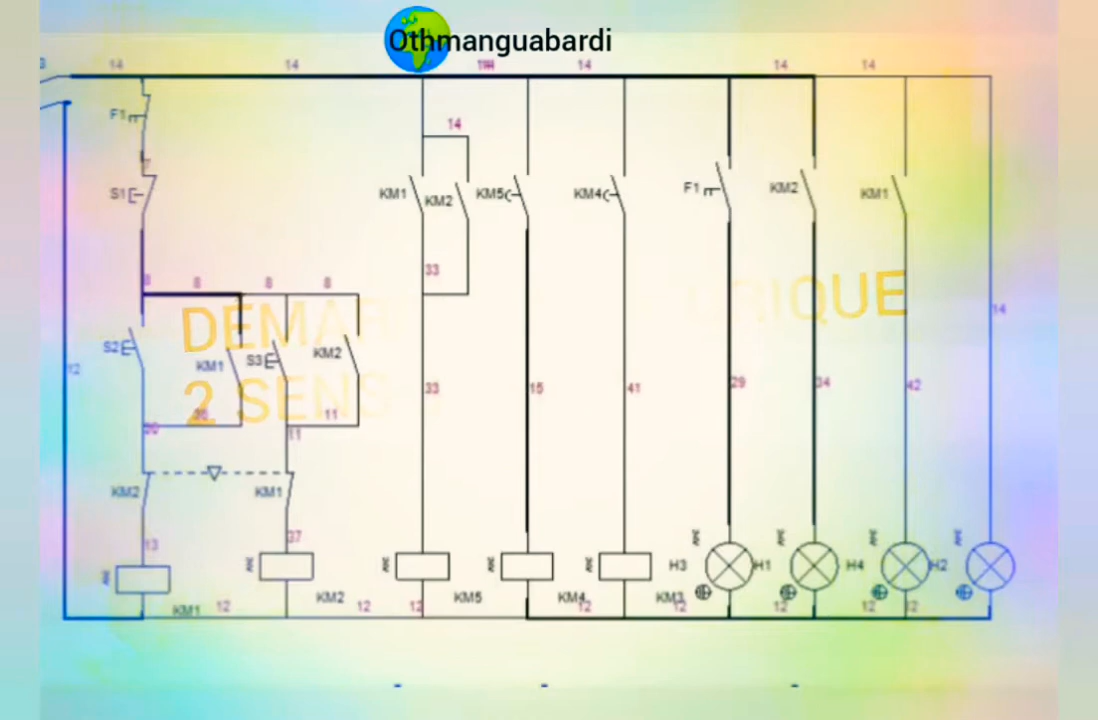 Othmanguabardi
14 14 14 14 14
14
F1
S1 KM1 KM2 KM5 KM4 F1 KM2 KM1
8 8 8 8 33
DEMAR RIQUE
14
S2 KM1 S3 KM2
12 33 15 41 29 34 42
2 SENS
11
11
KM2 KM1
13 37
H3 H1 H4 H2
KM1 12 KM2 12 12 KM5 KM4 12 KM3 12 12 12 12